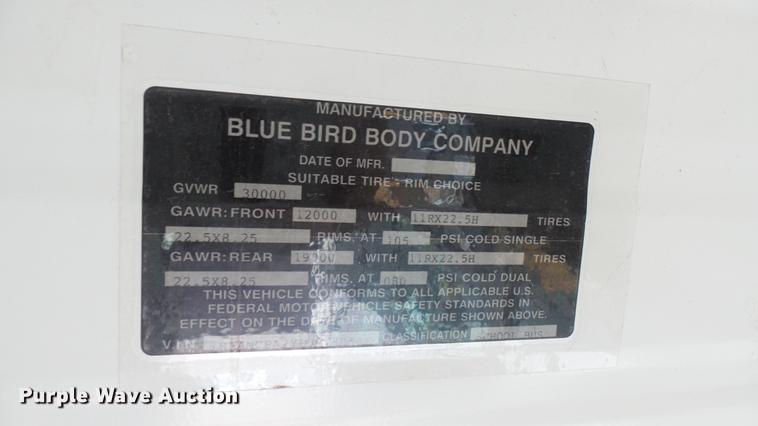 MANUFACTURED BY
BLUE BIRD BODY COMPANY
DATE OF MFR.
SUITABLE TIRE - RIM CHOICE
GVWR 30000
GAWR: FRONT 12000 WITH 11RX22.5H TIRES
22.5X8.25 RIMS. AT 105 PSI COLD SINGLE
GAWR: REAR 19000 WITH 11RX22.5H TIRES
22.5X8.25 RIMS. AT 080 PSI COLD DUAL
THIS VEHICLE CONFORMS TO ALL APPLICABLE U.S.
FEDERAL MOTOR VEHICLE SAFETY STANDARDS IN
EFFECT ON THE DATE OF MANUFACTURE SHOWN ABOVE.
V.I.N. CLASSIFICATION SCHOOL BUS
Purple Wave Auction